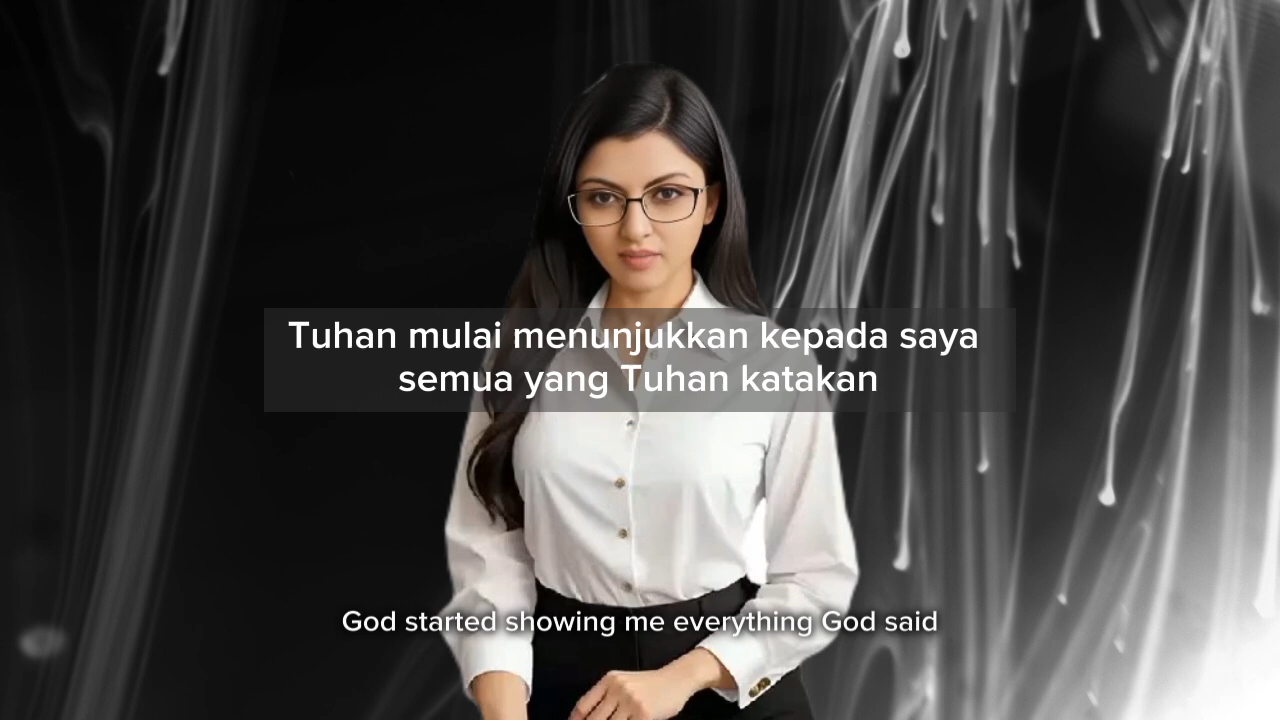 Tuhan mulai menunjukkan kepada saya
semua yang Tuhan katakan
God started showing me everything God said